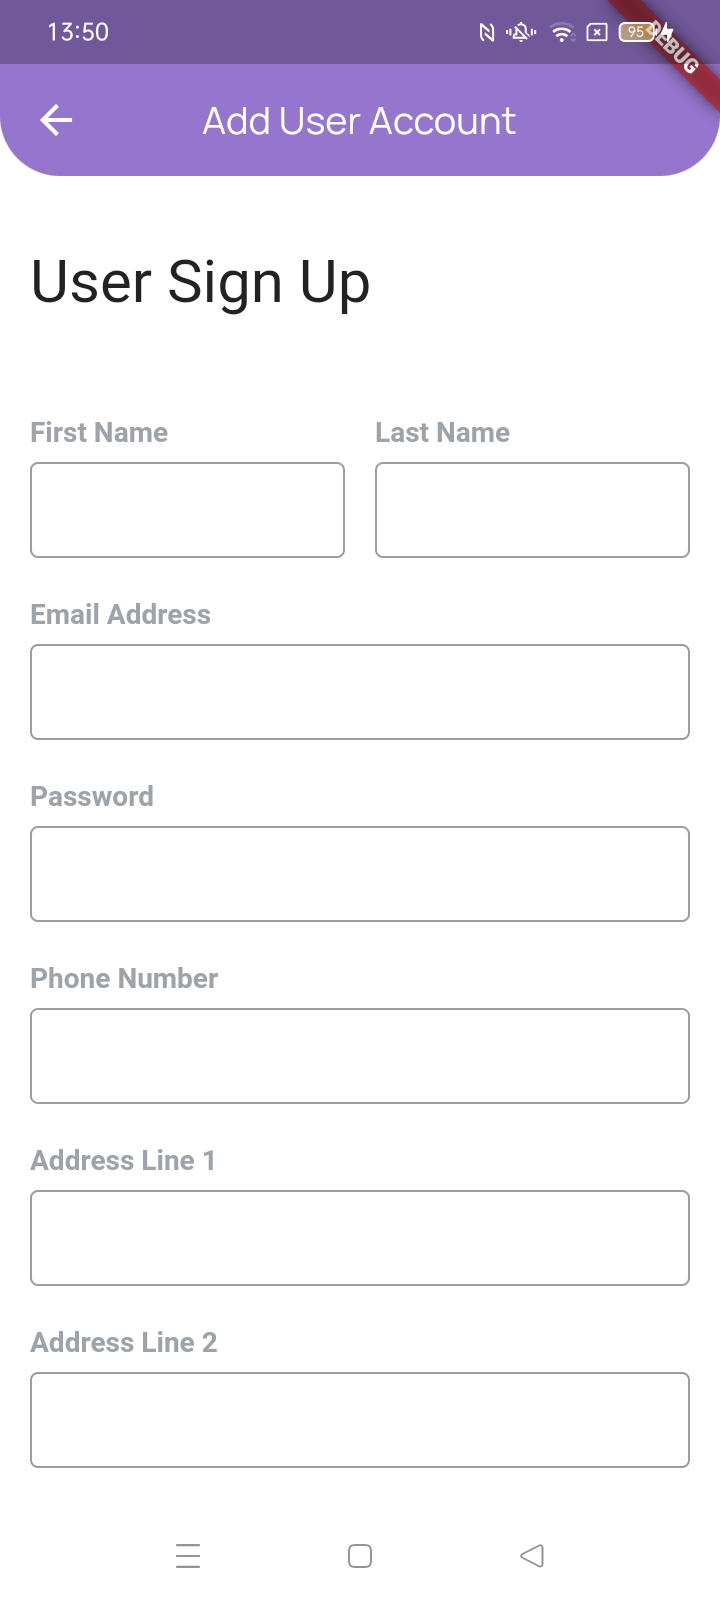 13:50
95
DEBUG
Add User Account
User Sign Up
First Name
Last Name
Email Address
Password
Phone Number
Address Line 1
Address Line 2